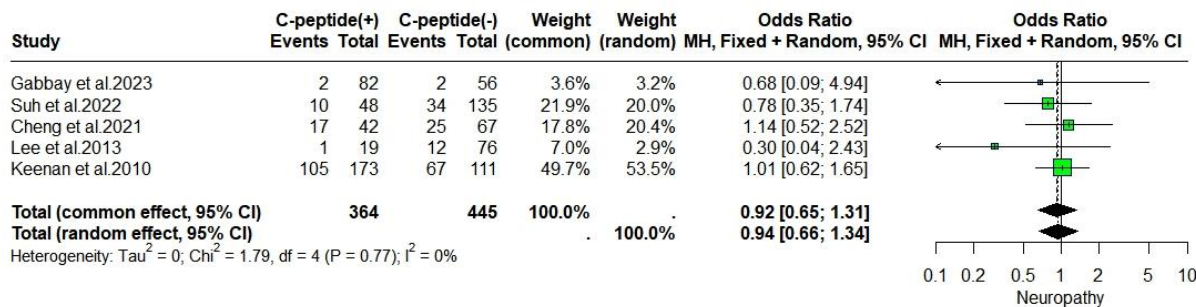 C-peptide(+) C-peptide(-) Weight Weight Odds Ratio Odds Ratio
Study Events Total Events Total (common) (random) MH, Fixed + Random, 95% CI MH, Fixed + Random, 95% CI
Gabbay et al.2023 2 82 2 56 3.6% 3.2% 0.68 [0.09; 4.94]
Suh et al.2022 10 48 34 135 21.9% 20.0% 0.78 [0.35; 1.74]
Cheng et al.2021 17 42 25 67 17.8% 20.4% 1.14 [0.52; 2.52]
Lee et al.2013 1 19 12 76 7.0% 2.9% 0.30 [0.04; 2.43]
Keenan et al.2010 105 173 67 111 49.7% 53.5% 1.01 [0.62; 1.65]
Total (common effect, 95% CI) 364 445 100.0% . 0.92 [0.65; 1.31]
Total (random effect, 95% CI) . 100.0% 0.94 [0.66; 1.34]
Heterogeneity: Tau² = 0; Chi² = 1.79, df = 4 (P = 0.77); I² = 0%
0.1 0.2 0.5 1 2 5 10
Neuropathy